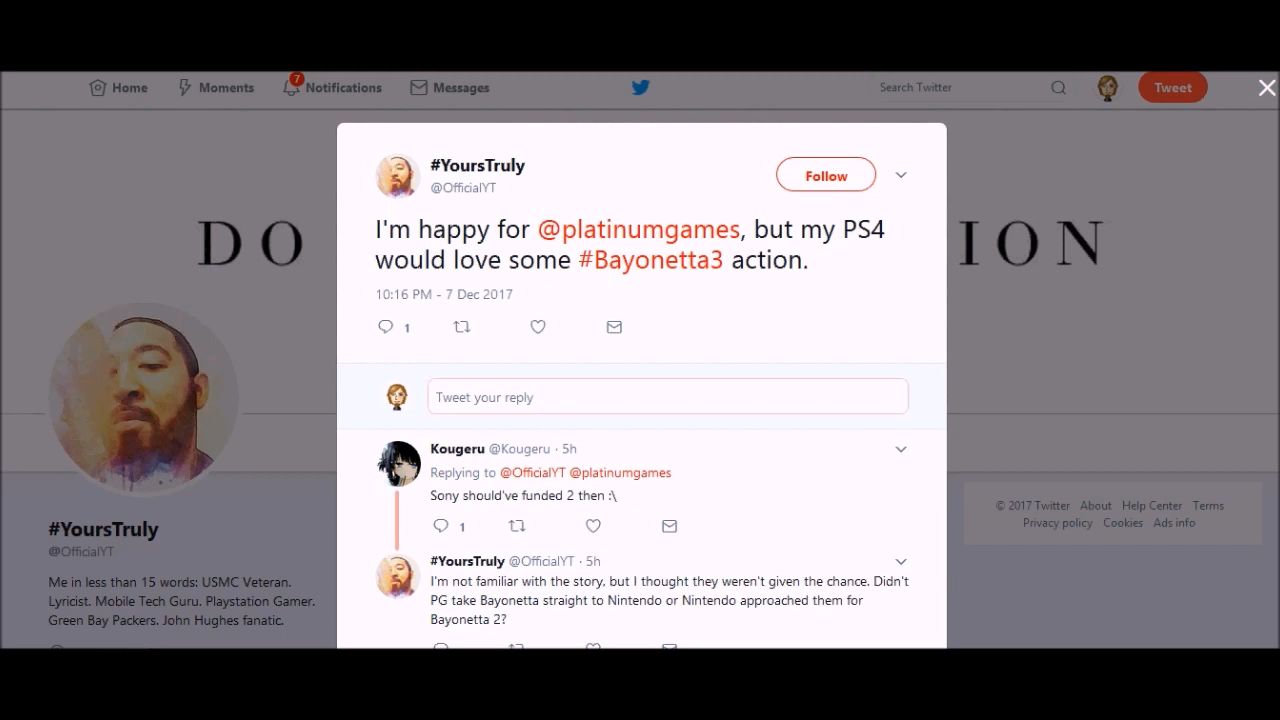 Home Moments 7 Notifications Messages Search Twitter Tweet
DO ION
#YoursTruly
@OfficialYT
Follow
I'm happy for @platinumgames, but my PS4
would love some #Bayonetta3 action.
10:16 PM - 7 Dec 2017
1
Tweet your reply
Kougeru @Kougeru · 5h
Replying to @OfficialYT @platinumgames
Sony should've funded 2 then :\
1
#YoursTruly @OfficialYT · 5h
I'm not familiar with the story, but I thought they weren't given the chance. Didn't
PG take Bayonetta straight to Nintendo or Nintendo approached them for
Bayonetta 2?
#YoursTruly
@OfficialYT
Me in less than 15 words: USMC Veteran.
Lyricist. Mobile Tech Guru. Playstation Gamer.
Green Bay Packers. John Hughes fanatic.
© 2017 Twitter About Help Center Terms
Privacy policy Cookies Ads info